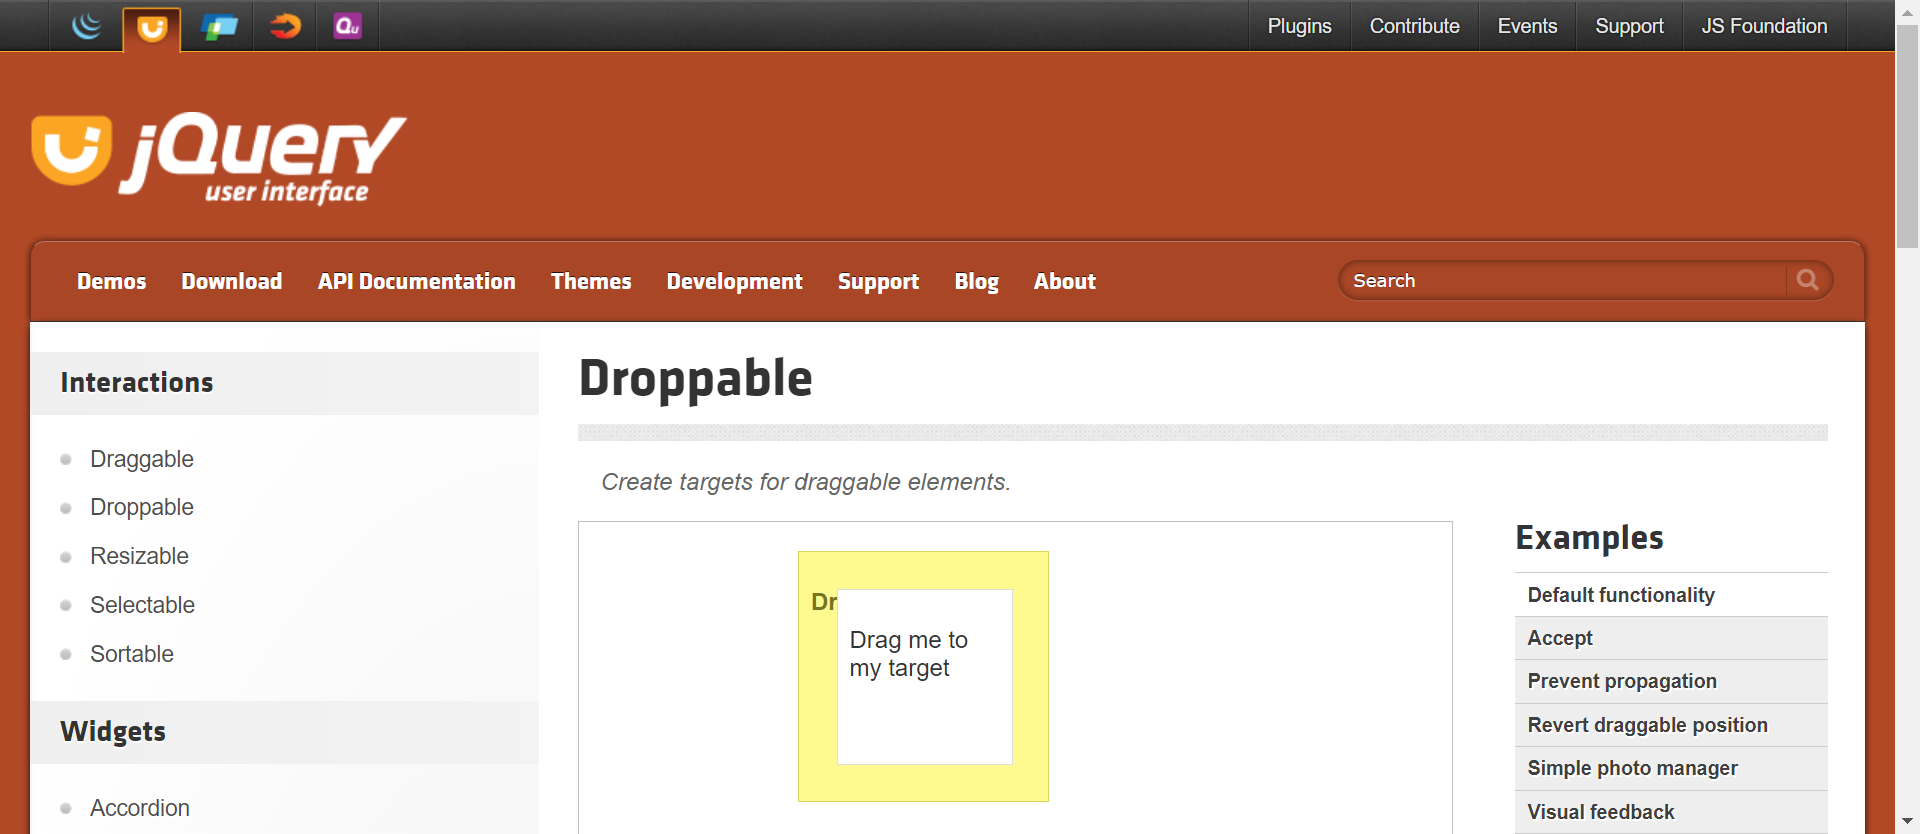 Plugins Contribute Events Support JS Foundation
Qu
jQuery
user interface
Demos Download API Documentation Themes Development Support Blog About
Search
Interactions
Draggable
Droppable
Resizable
Selectable
Sortable
Widgets
Accordion
Droppable
Create targets for draggable elements.
Dr
Drag me to
my target
Examples
Default functionality
Accept
Prevent propagation
Revert draggable position
Simple photo manager
Visual feedback